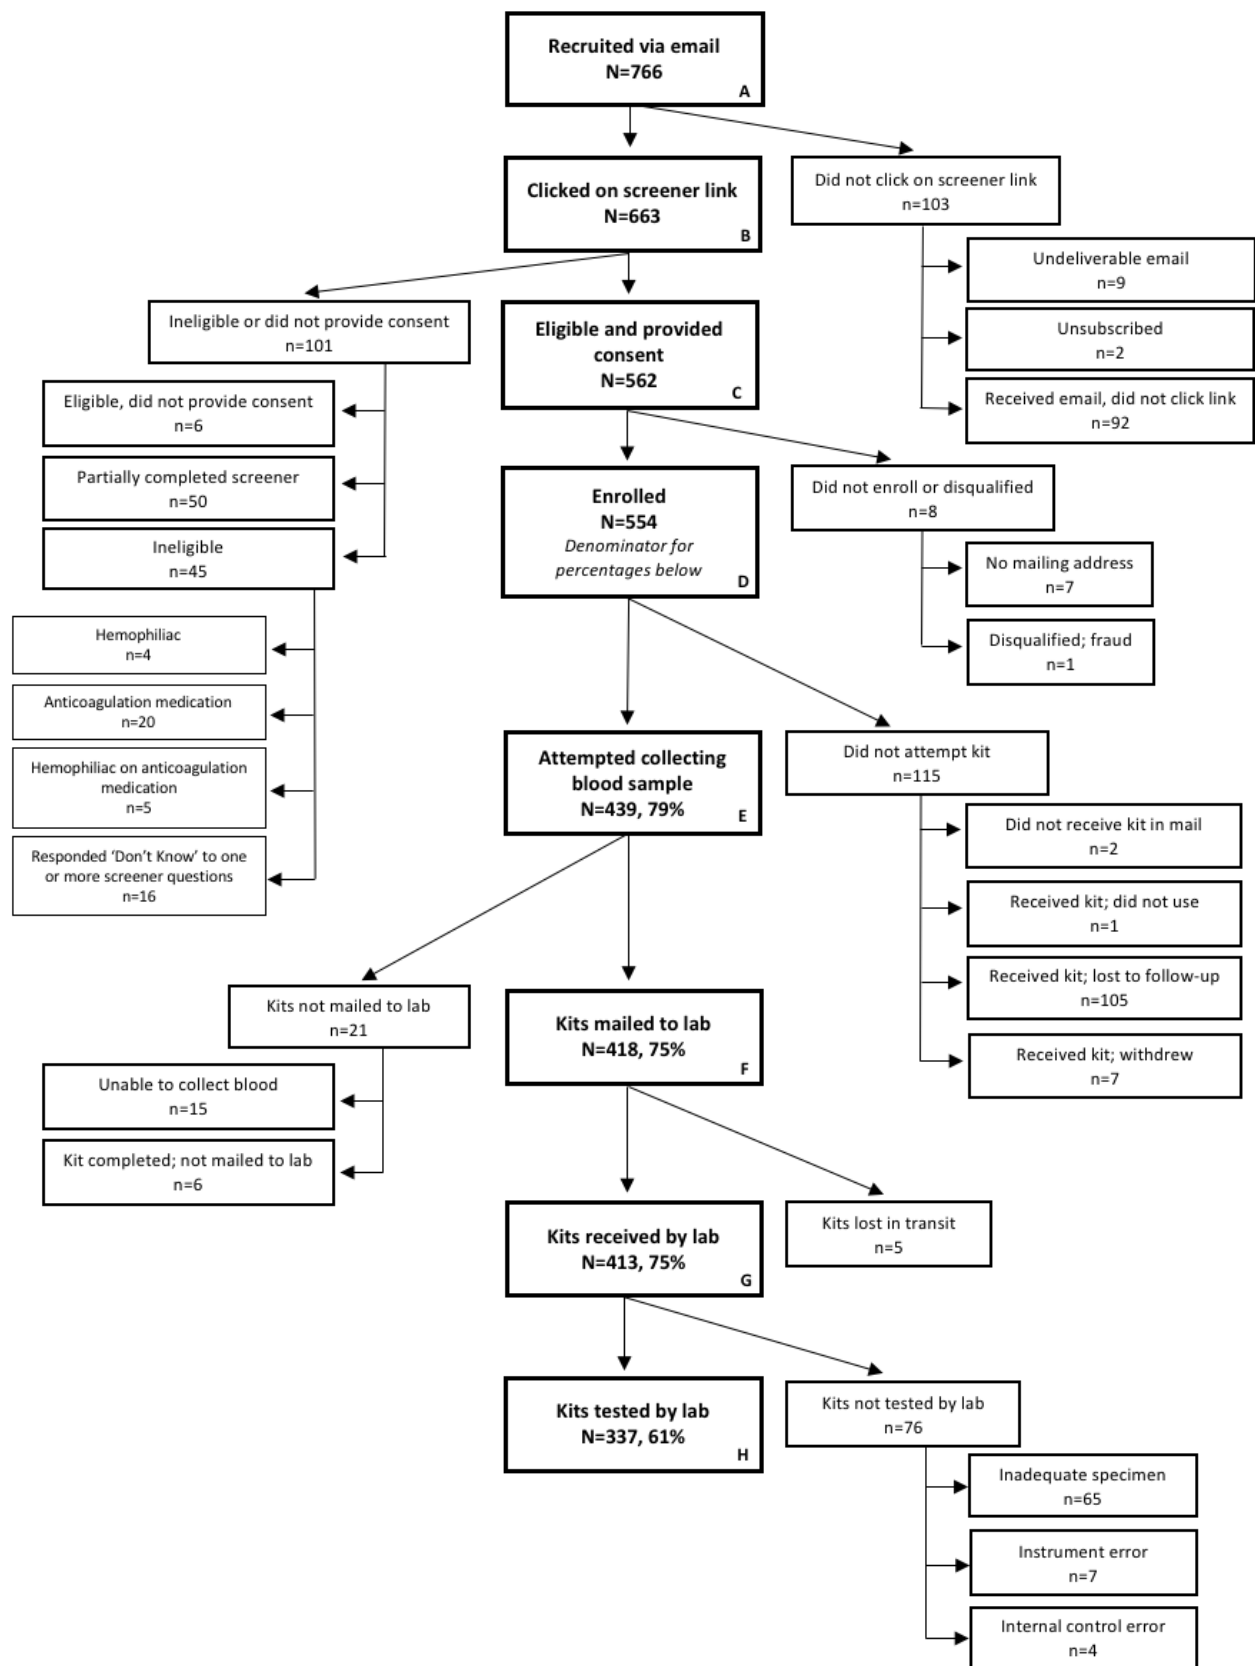 Recruited via email
N=766
A
Clicked on screener link
N=663
B
Did not click on screener link
n=103
Undeliverable email
n=9
Unsubscribed
n=2
Received email, did not click link
n=92
Ineligible or did not provide consent
n=101
Eligible, did not provide consent
n=6
Partially completed screener
n=50
Ineligible
n=45
Hemophiliac
n=4
Anticoagulation medication
n=20
Hemophiliac on anticoagulation
medication
n=5
Responded ‘Don’t Know’ to one
or more screener questions
n=16
Eligible and provided
consent
N=562
C
Did not enroll or disqualified
n=8
No mailing address
n=7
Disqualified; fraud
n=1
Enrolled
N=554
Denominator for
percentages below
D
Did not attempt kit
n=115
Did not receive kit in mail
n=2
Received kit; did not use
n=1
Received kit; lost to follow-up
n=105
Received kit; withdrew
n=7
Attempted collecting
blood sample
N=439, 79%
E
Kits not mailed to lab
n=21
Unable to collect blood
n=15
Kit completed; not mailed to lab
n=6
Kits mailed to lab
N=418, 75%
F
Kits lost in transit
n=5
Kits received by lab
N=413, 75%
G
Kits not tested by lab
n=76
Inadequate specimen
n=65
Instrument error
n=7
Internal control error
n=4
Kits tested by lab
N=337, 61%
H